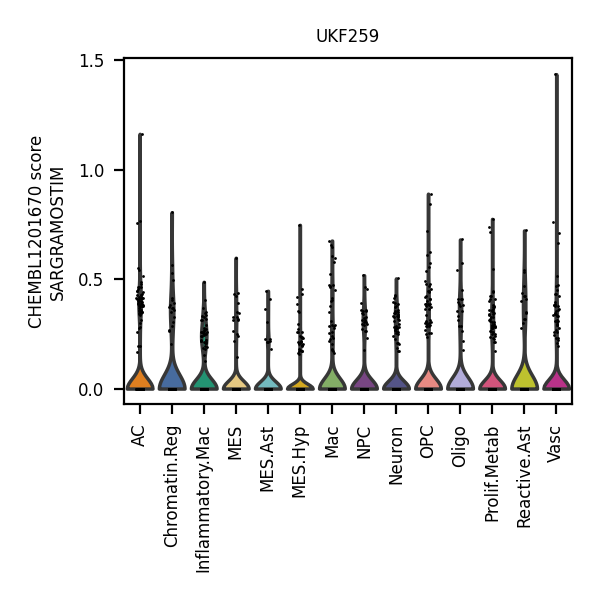 UKF259
CHEMBL1201670 score
SARGRAMOSTIM
1.5
1.0
0.5
0.0
AC
Chromatin.Reg
Inflammatory.Mac
MES
MES.Ast
MES.Hyp
Mac
NPC
Neuron
OPC
Oligo
Prolif.Metab
Reactive.Ast
Vasc